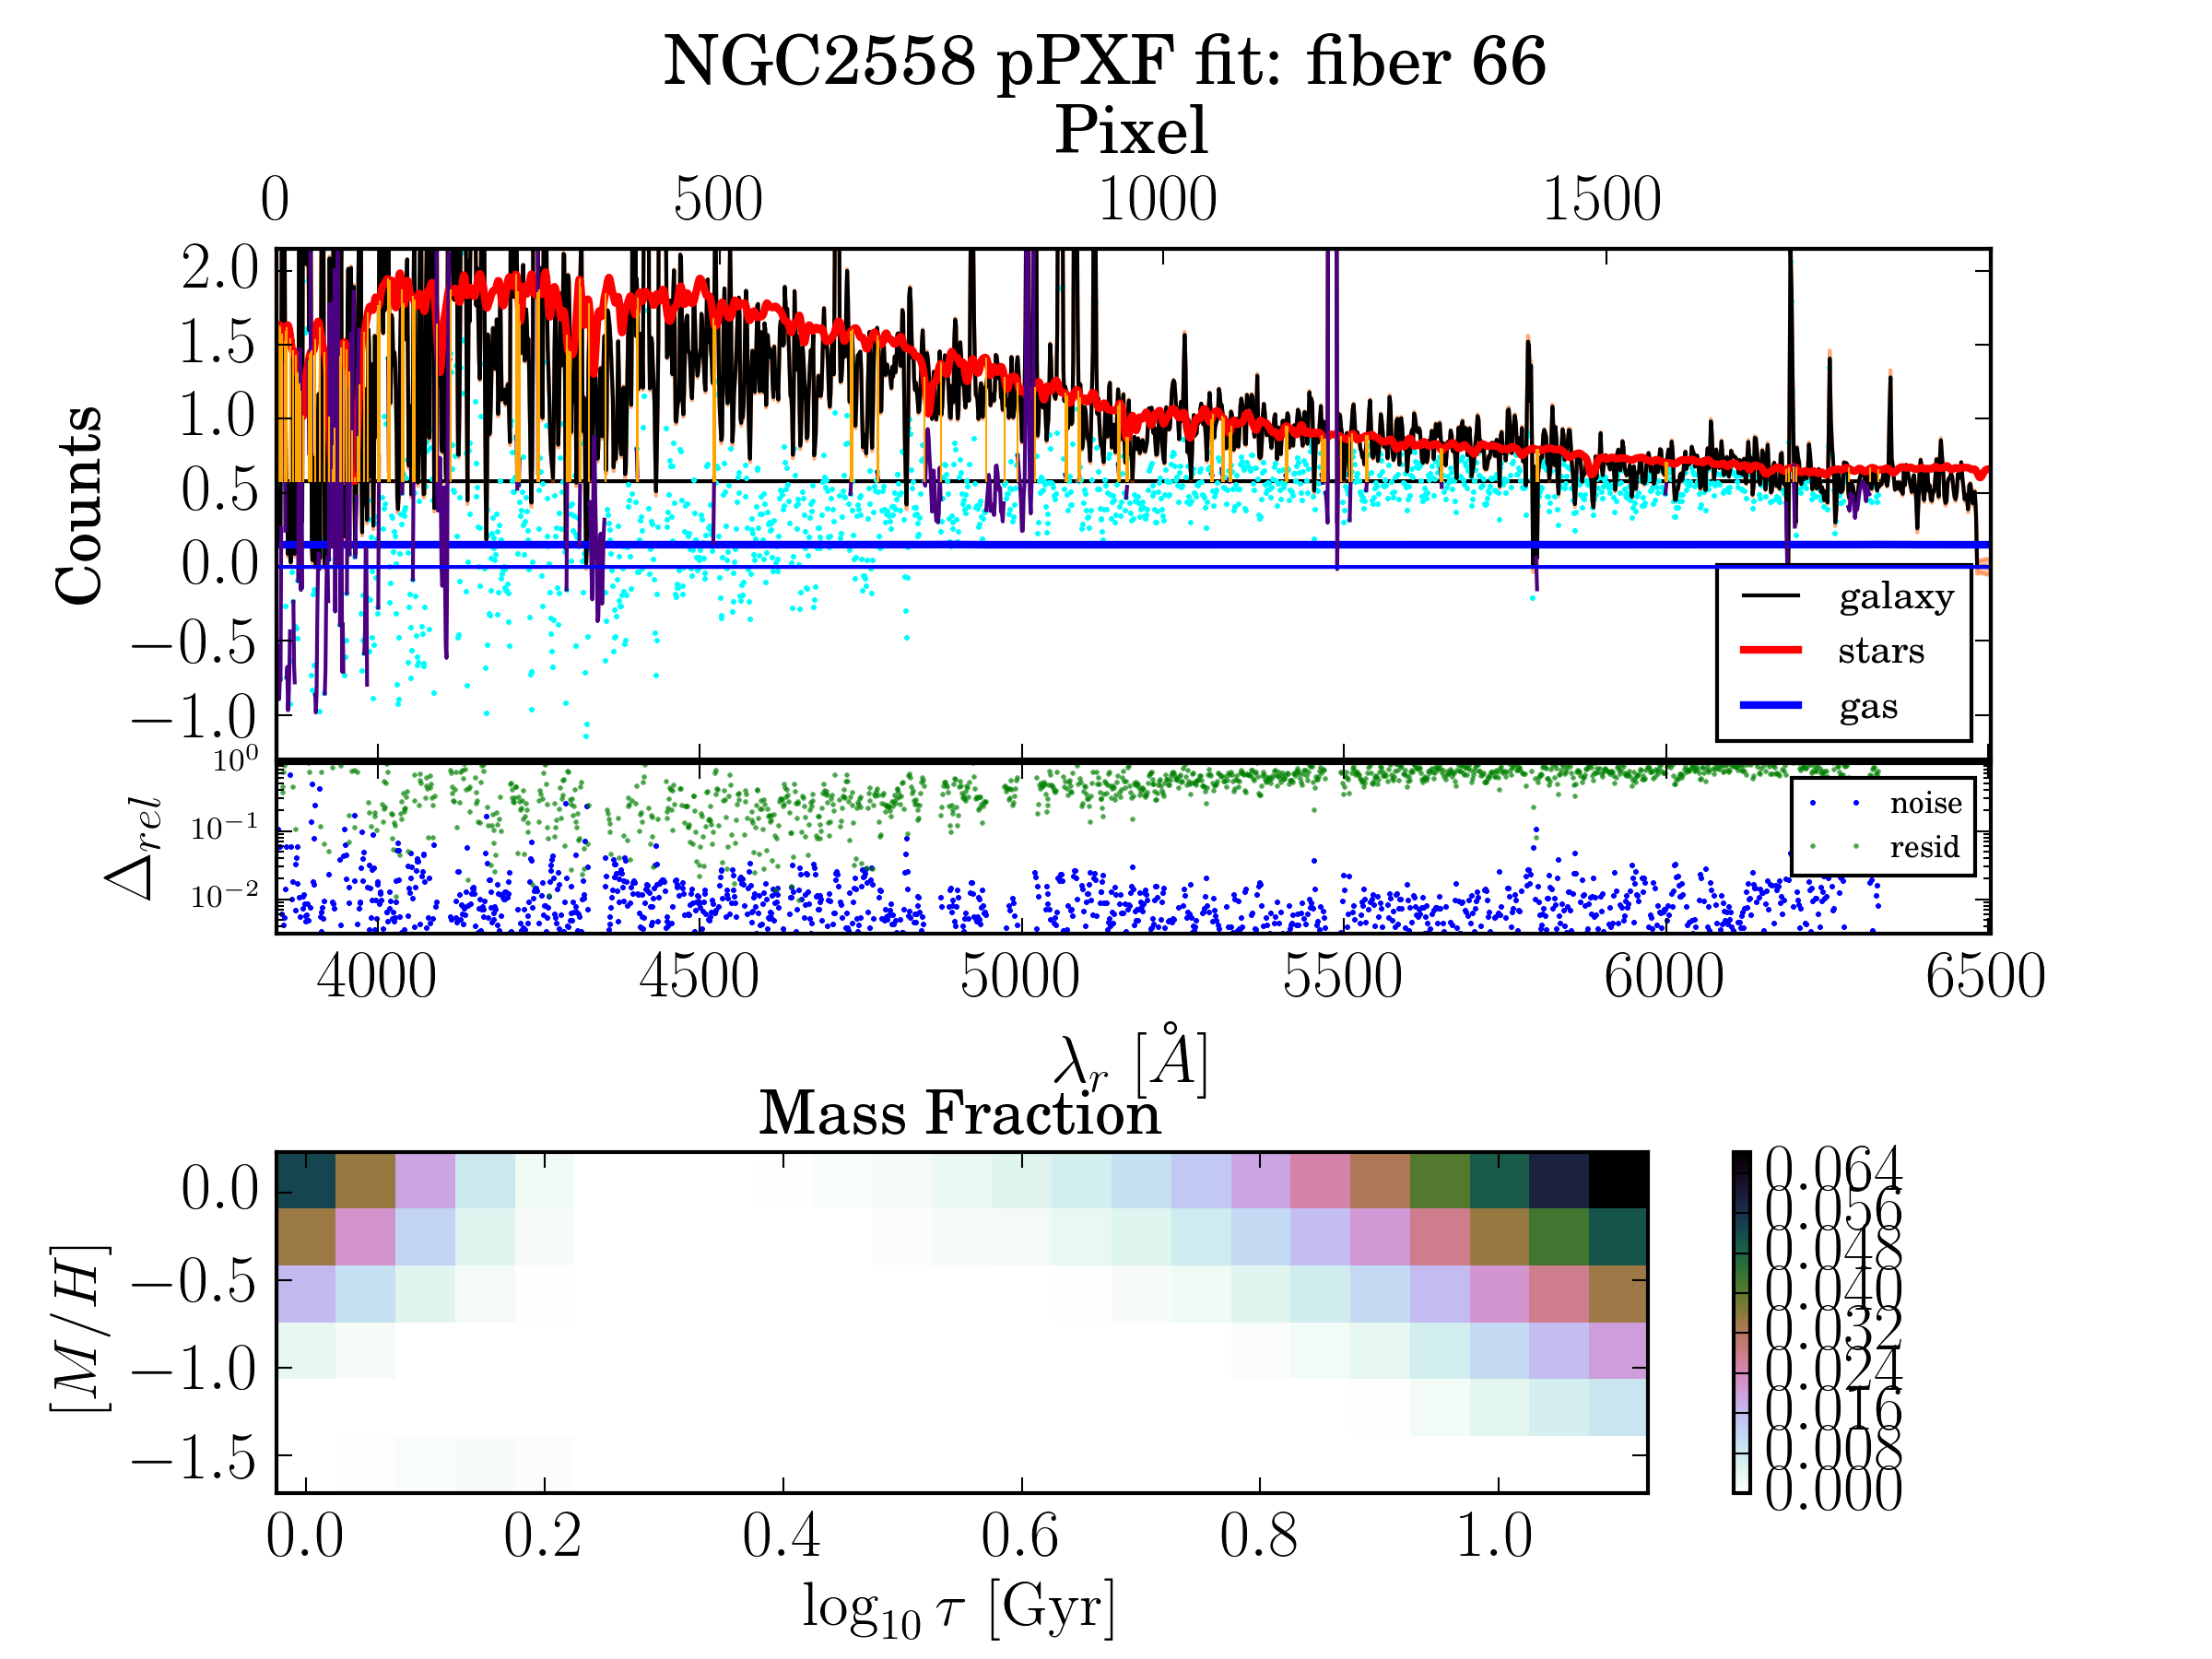 NGC2558 pPXF fit: fiber 66
Pixel
0 500 1000 1500
2.0
1.5
1.0
0.5
0.0
−0.5
−1.0
Counts
galaxy
stars
gas
10^0
10^{-1}
10^{-2}
Δ_{rel}
noise
resid
4000 4500 5000 5500 6000 6500
λ_r [Å]
Mass Fraction
0.0
−0.5
−1.0
−1.5
[M/H]
0.0 0.2 0.4 0.6 0.8 1.0
log_{10} τ [Gyr]
0.064
0.056
0.048
0.040
0.032
0.024
0.016
0.008
0.000